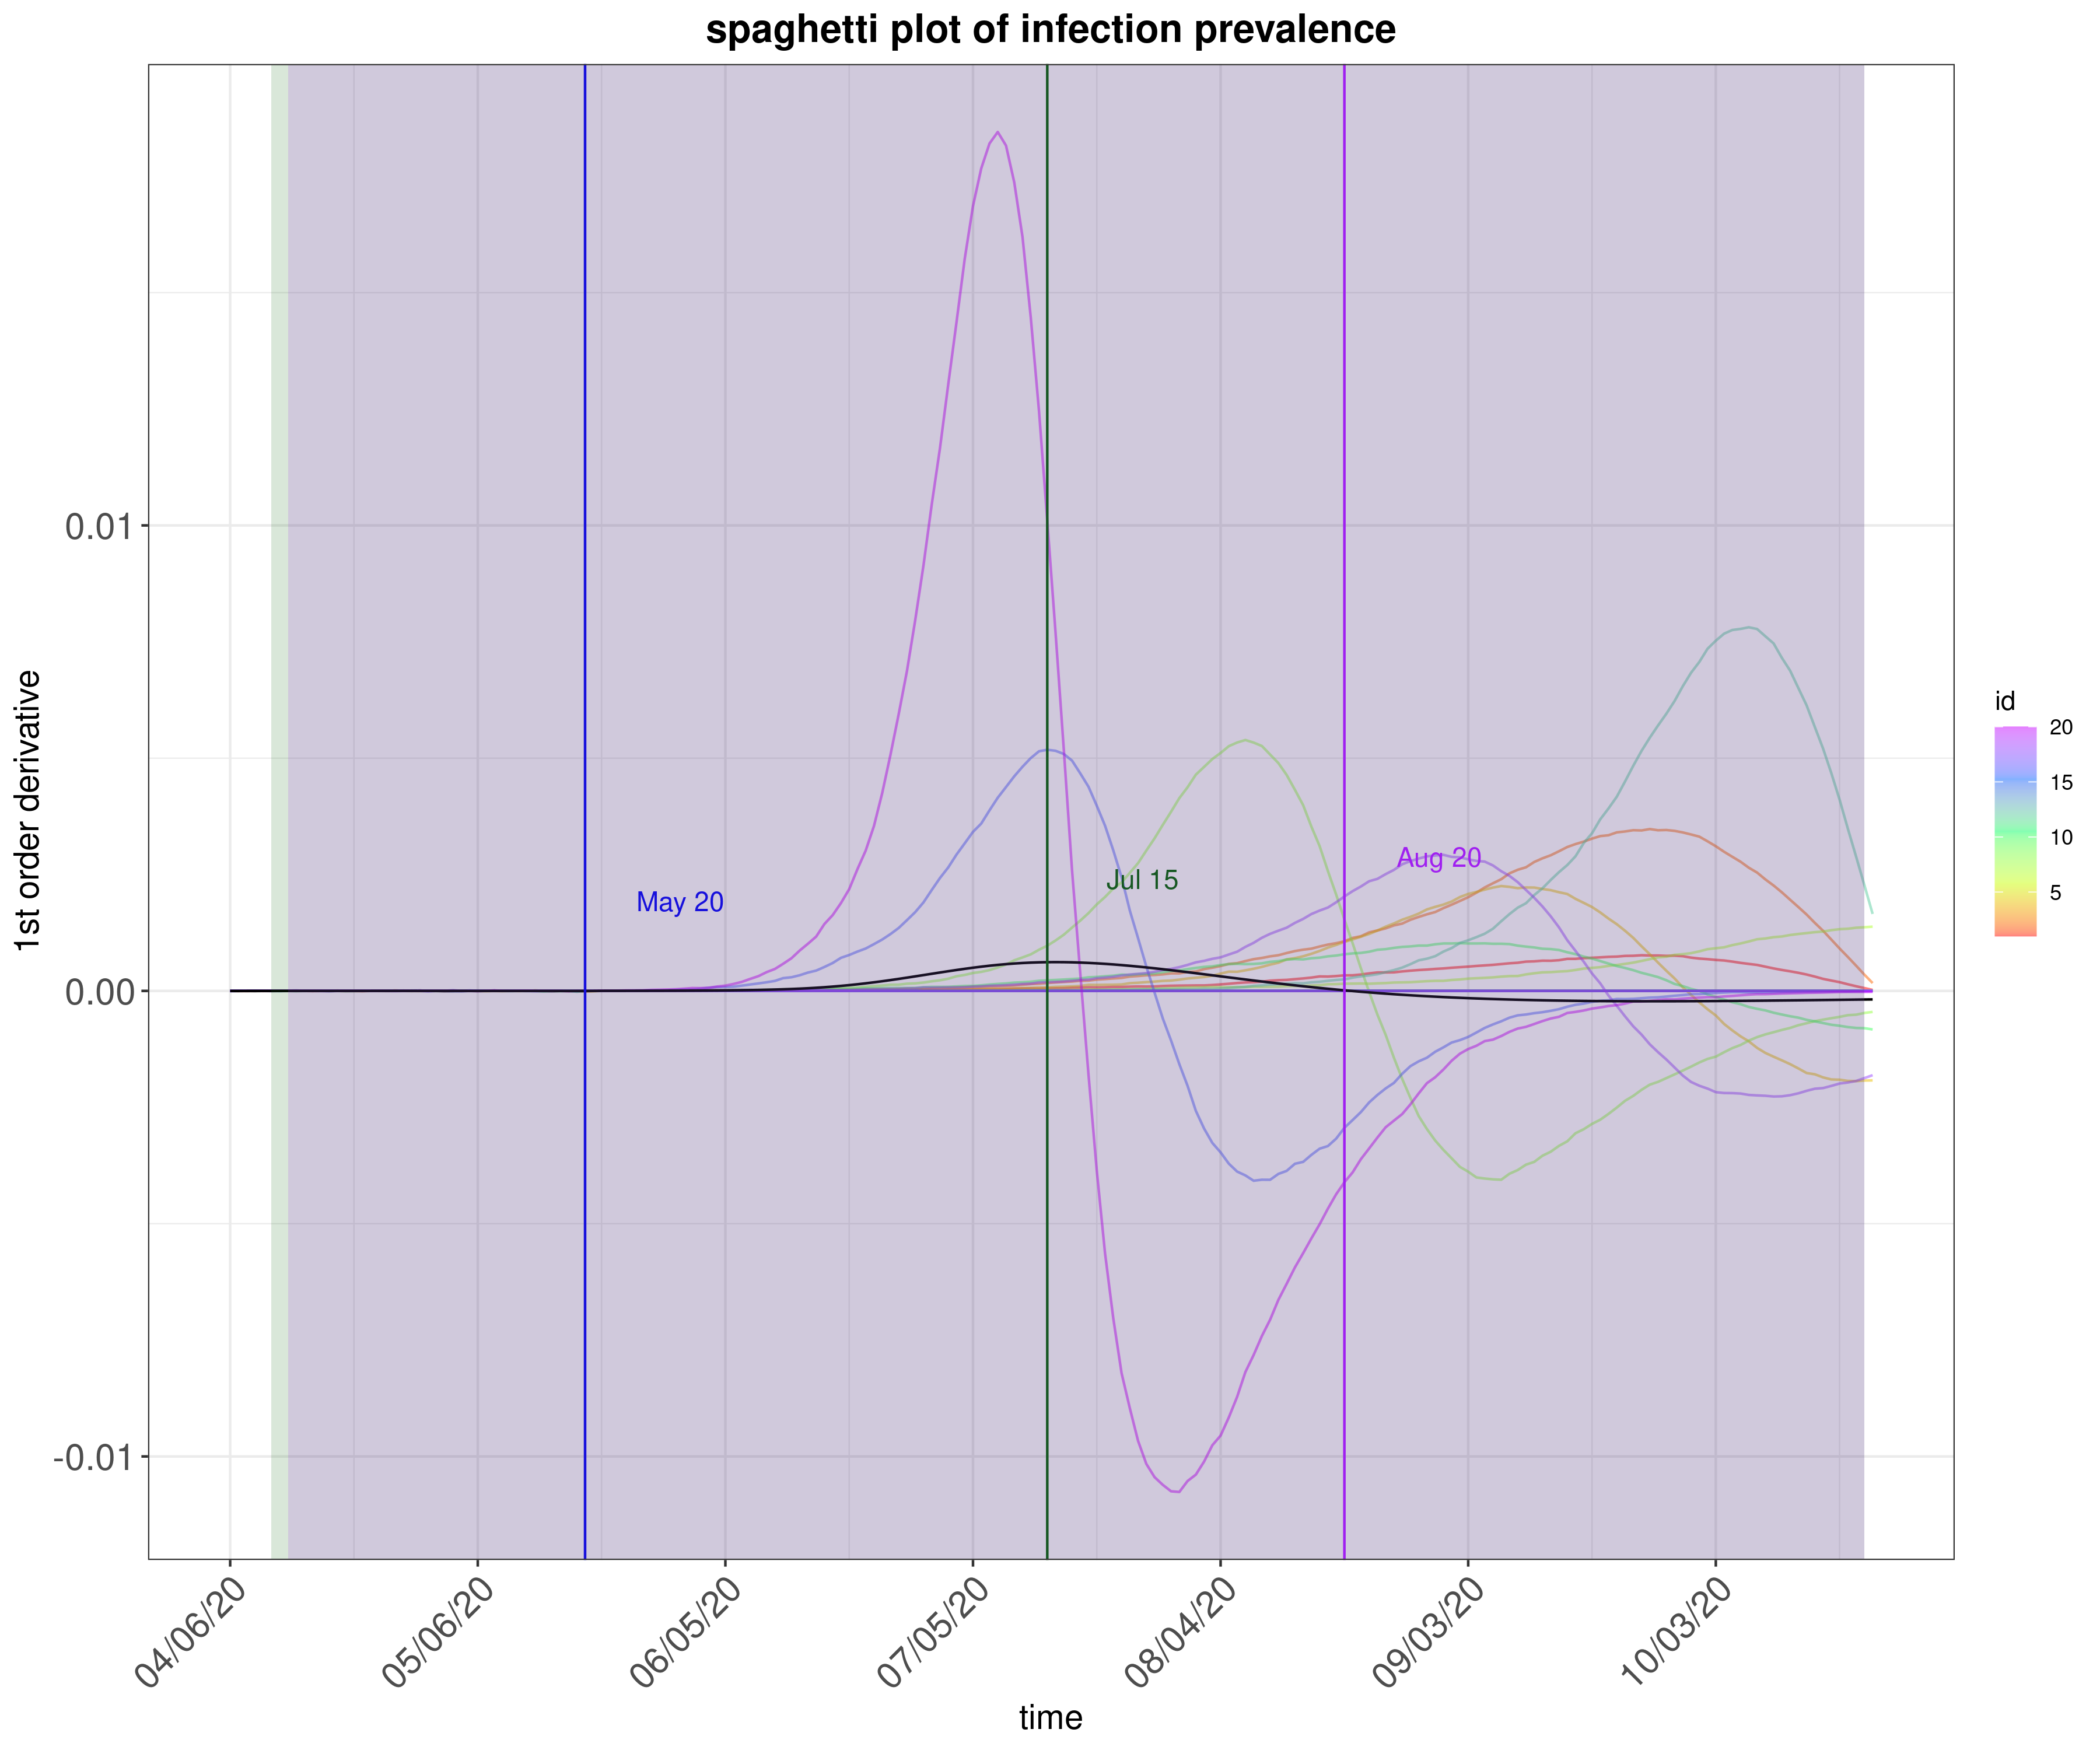 spaghetti plot of infection prevalence
1st order derivative
0.01
0.00
-0.01
May 20
Jul 15
Aug 20
id
20
15
10
5
04/06/20
05/06/20
06/05/20
07/05/20
08/04/20
09/03/20
10/03/20
time